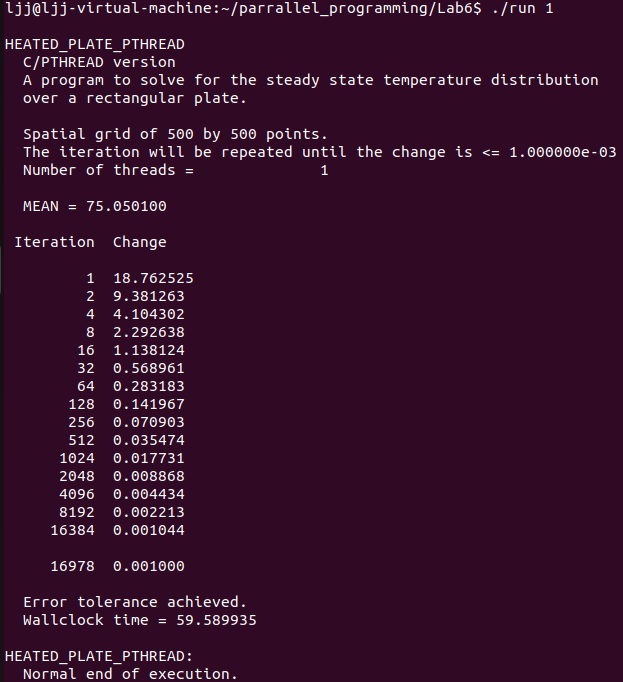 ljj@ljj-virtual-machine:~/parrallel_programming/Lab6$ ./run 1
HEATED_PLATE_PTHREAD
C/PTHREAD version
A program to solve for the steady state temperature distribution
over a rectangular plate.
Spatial grid of 500 by 500 points.
The iteration will be repeated until the change is <= 1.000000e-03
Number of threads = 1
MEAN = 75.050100
Iteration Change
1 18.762525
2 9.381263
4 4.104302
8 2.292638
16 1.138124
32 0.568961
64 0.283183
128 0.141967
256 0.070903
512 0.035474
1024 0.017731
2048 0.008868
4096 0.004434
8192 0.002213
16384 0.001044
16978 0.001000
Error tolerance achieved.
Wallclock time = 59.589935
HEATED_PLATE_PTHREAD:
Normal end of execution.